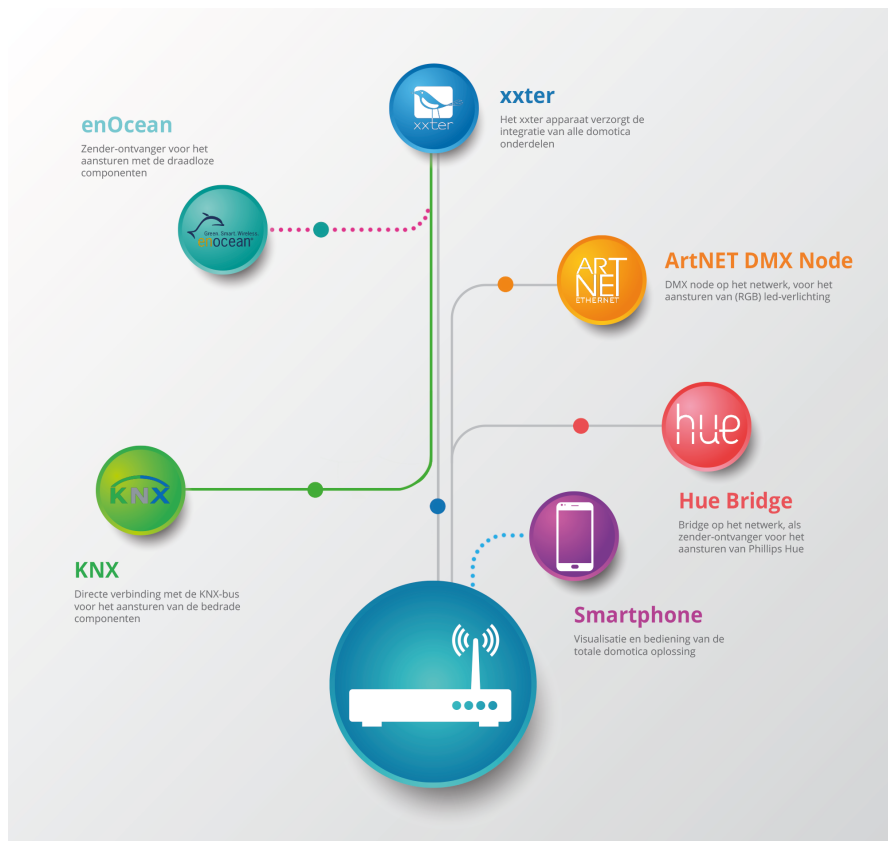 xxter
xxter
Het xxter apparaat verzorgt de
integratie van alle domotica
onderdelen
enOcean
Zender-ontvanger voor het
aansturen met de draadloze
componenten
Green. Smart. Wireless.
enocean®
ART
NET
ETHERNET
ArtNET DMX Node
DMX node op het netwerk, voor het
aansturen van (RGB) led-verlichting
hue
Hue Bridge
Bridge op het netwerk, als
zender-ontvanger voor het
aansturen van Phillips Hue
KNX
KNX
Directe verbinding met de KNX-bus
voor het aansturen van de bedrade
componenten
Smartphone
Visualisatie en bediening van de
totale domotica oplossing